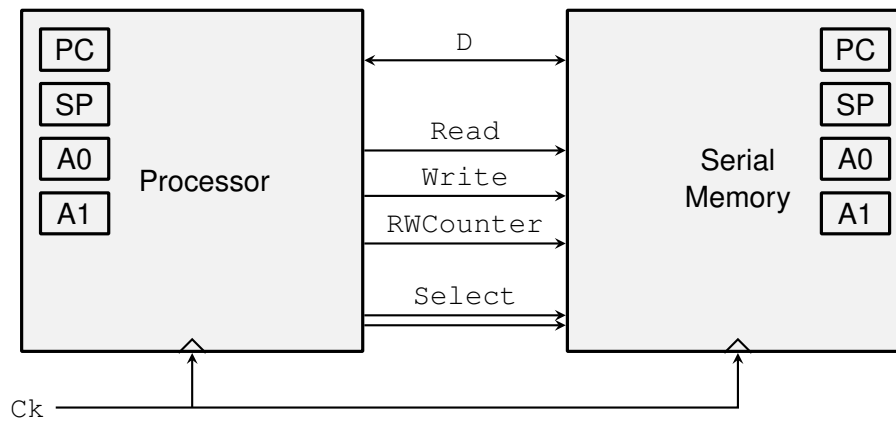 PC
SP
A0
A1
Processor
D
Read
Write
RWCounter
Select
Serial
Memory
PC
SP
A0
A1
Ck